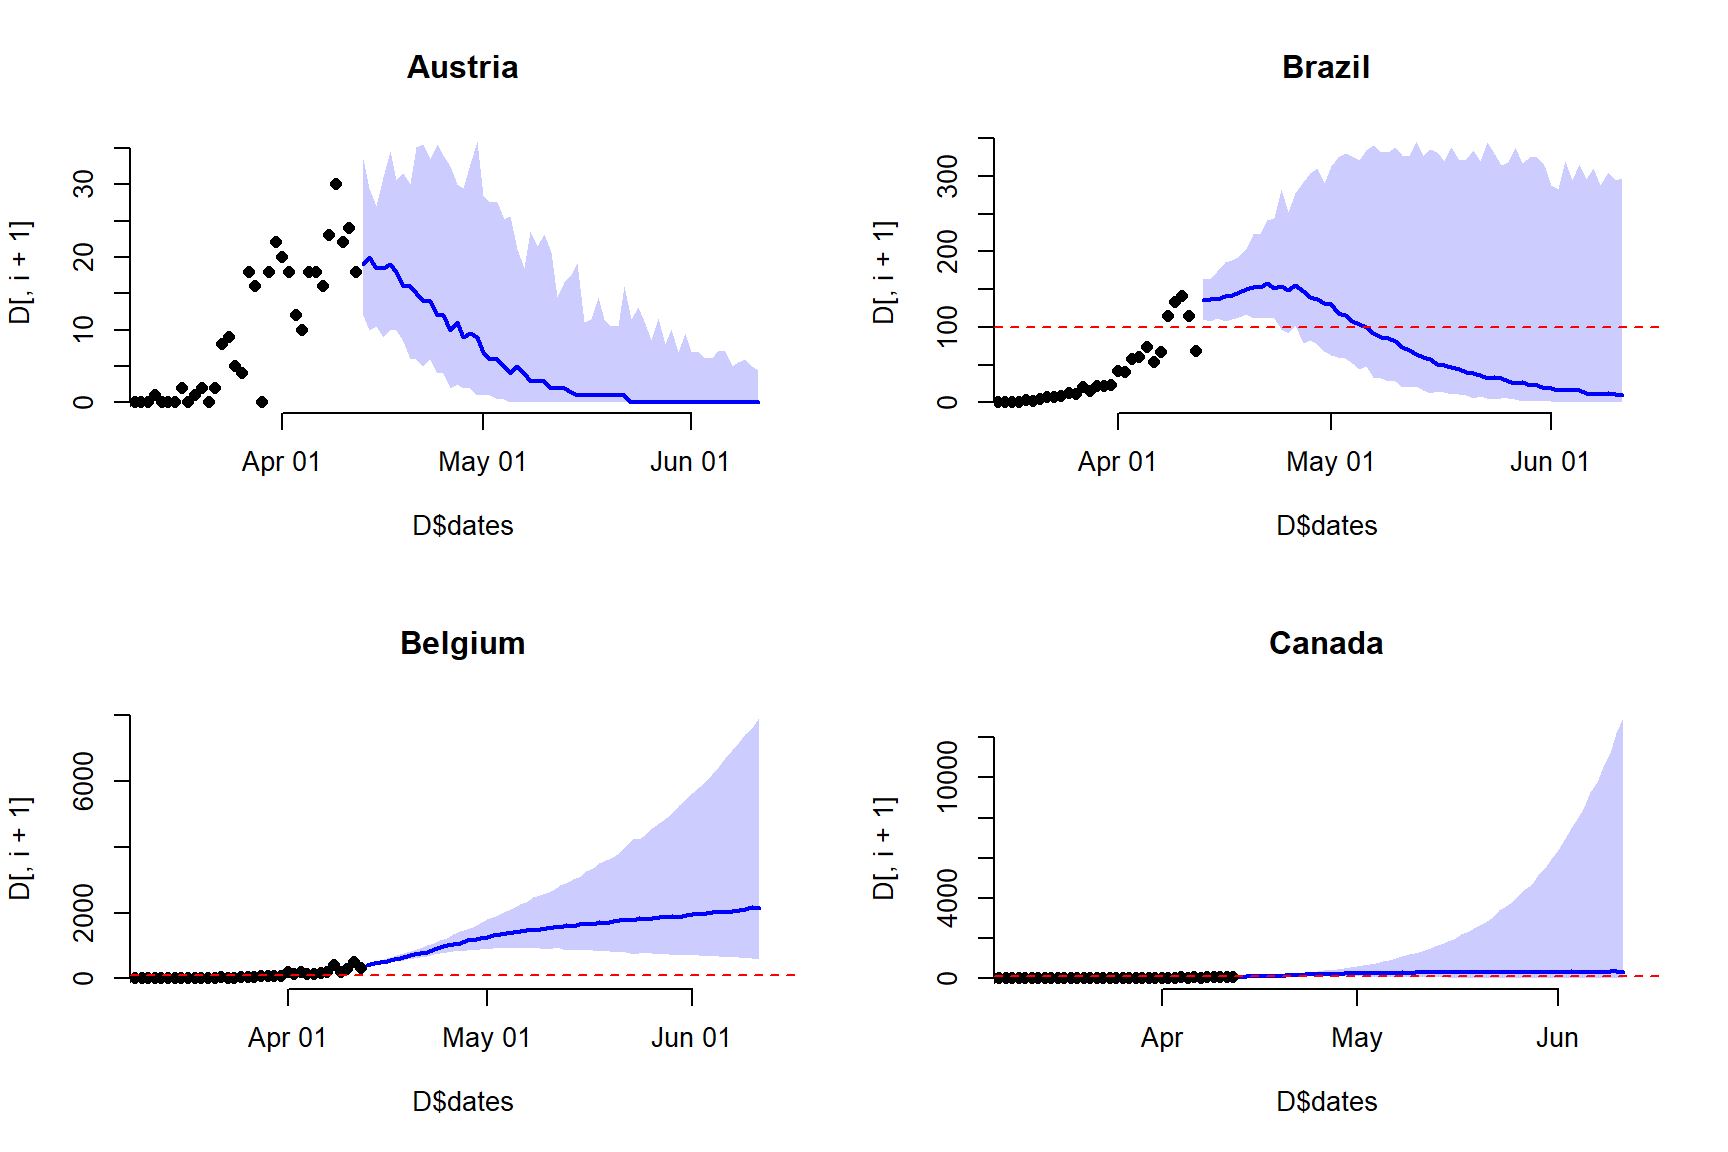 Austria
D[, i + 1]
30
20
10
0
Apr 01 May 01 Jun 01
D$dates
Brazil
D[, i + 1]
300
200
100
0
Apr 01 May 01 Jun 01
D$dates
Belgium
D[, i + 1]
6000
2000
0
Apr 01 May 01 Jun 01
D$dates
Canada
D[, i + 1]
10000
4000
0
Apr May Jun
D$dates